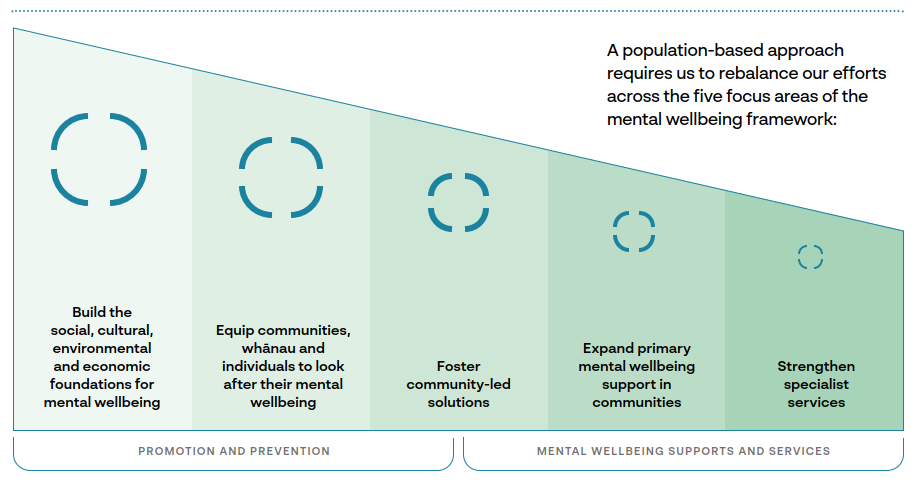 A population-based approach
requires us to rebalance our efforts
across the five focus areas of the
mental wellbeing framework:
Build the
social, cultural,
environmental
and economic
foundations for
mental wellbeing
Equip communities,
whānau and
individuals to look
after their mental
wellbeing
Foster
community-led
solutions
Expand primary
mental wellbeing
support in
communities
Strengthen
specialist
services
PROMOTION AND PREVENTION
MENTAL WELLBEING SUPPORTS AND SERVICES